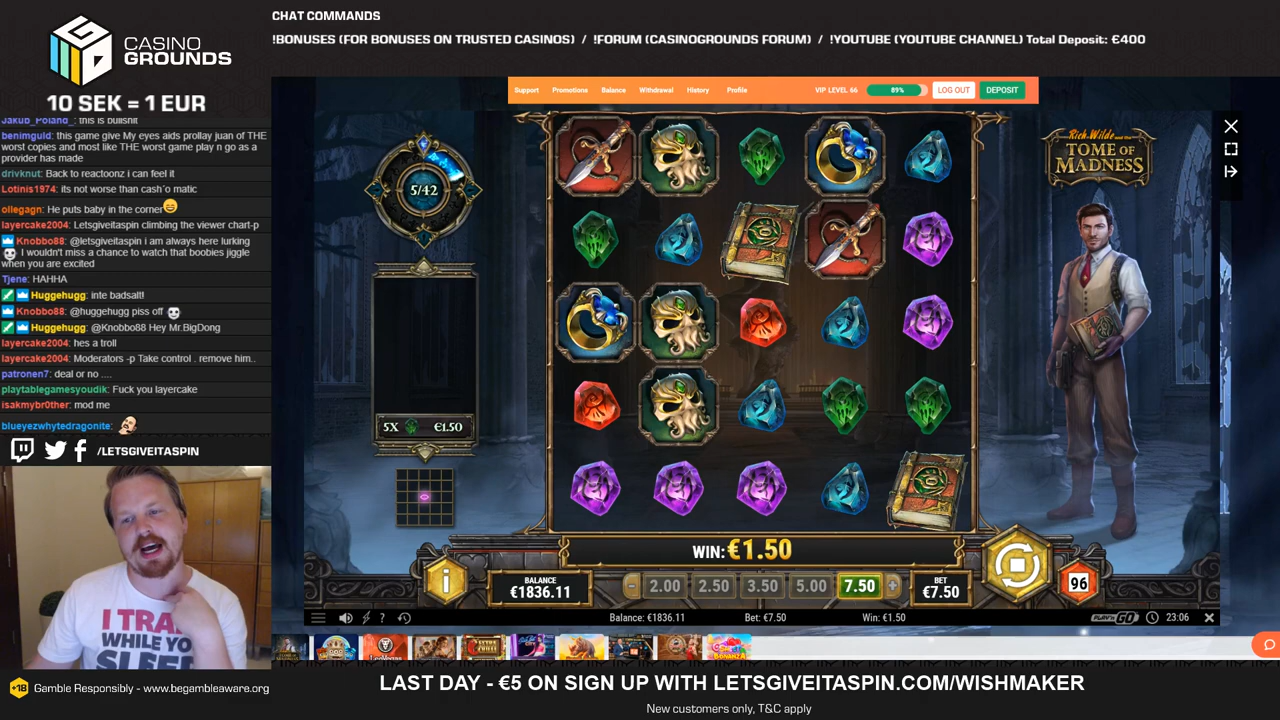 CHAT COMMANDS
!BONUSES (FOR BONUSES ON TRUSTED CASINOS) / !FORUM (CASINOGROUNDS FORUM) / !YOUTUBE (YOUTUBE CHANNEL) Total Deposit: €400
CASINO
GROUNDS
10 SEK = 1 EUR
Jakub_Poland_: this is bullshit
benimguld: this game give My eyes aids prollay juan of THE
worst copies and most like THE worst game play n go as a
provider has made
drivknut: Back to reactoonz i can feel it
Lotinis1974: its not worse than cash´o matic
ollegagn: He puts baby in the corner
layercake2004: Letsgiveitaspin climbing the viewer chart-p
Knobbo88: @letsgiveitaspin i am always here lurking
I wouldn't miss a chance to watch that boobies jiggle
when you are excited
Tjene: HAHHA
Huggehugg: inte badsalt!
Knobbo88: @huggehugg piss off
Huggehugg: @Knobbo88 Hey Mr.BigDong
layercake2004: hes a troll
layercake2004: Moderators -p Take control . remove him..
patronen7: deal or no ....
playtablegamesyoudik: Fuck you layercake
isakmybr0ther: mod me
blueyezwhytedragonite:
/LETSGIVEITASPIN
Support Promotions Balance Withdrawal History Profile VIP LEVEL 66 89% LOG OUT DEPOSIT
5/42
Rich Wilde and the
TOME OF
MADNESS
5X €1.50
I TRA
WHILE YO
SLEEP
WIN: €1.50
BALANCE
€1836.11
- 2.00 2.50 3.50 5.00 7.50 +
BET
€7.50
96
Balance: €1836.11 Bet: €7.50 Win: €1.50 PLAY'N GO 23:06
+18 Gamble Responsibly - www.begambleaware.org
LAST DAY - €5 ON SIGN UP WITH LETSGIVEITASPIN.COM/WISHMAKER
New customers only, T&C apply